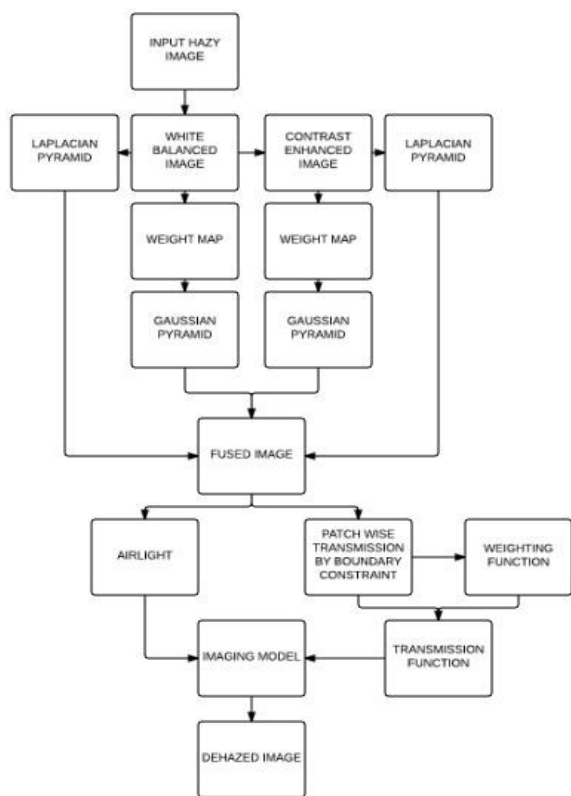 INPUT HAZY
IMAGE
LAPLACIAN
PYRAMID
WHITE
BALANCED
IMAGE
CONTRAST
ENHANCED
IMAGE
LAPLACIAN
PYRAMID
WEIGHT MAP
WEIGHT MAP
GAUSSIAN
PYRAMID
GAUSSIAN
PYRAMID
FUSED IMAGE
AIRLIGHT
PATCH WISE
TRANSMISSION
BY BOUNDARY
CONSTRAINT
WEIGHTING
FUNCTION
IMAGING MODEL
TRANSMISSION
FUNCTION
DEHAZED IMAGE